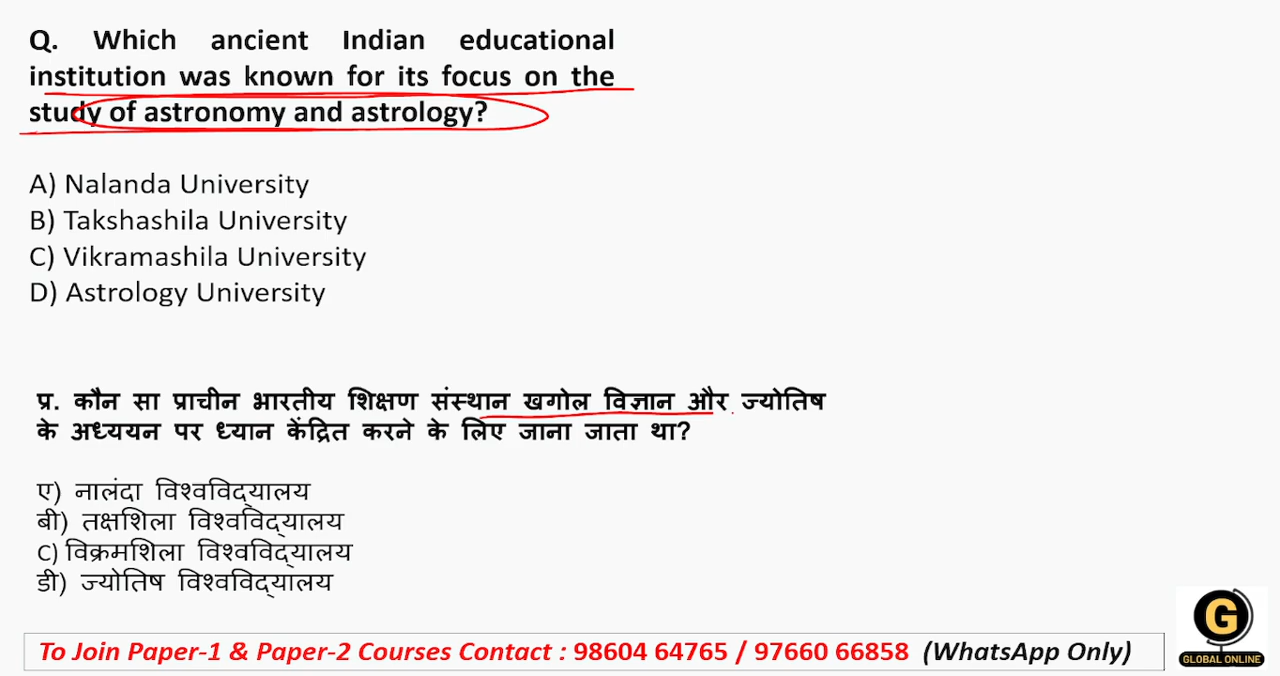 Q. Which ancient Indian educational
institution was known for its focus on the
study of astronomy and astrology?
A) Nalanda University
B) Takshashila University
C) Vikramashila University
D) Astrology University
प्र. कौन सा प्राचीन भारतीय शिक्षण संस्थान खगोल विज्ञान और ज्योतिष
के अध्ययन पर ध्यान केंद्रित करने के लिए जाना जाता था?
ए) नालंदा विश्वविद्यालय
बी) तक्षशिला विश्वविद्यालय
C) विक्रमशिला विश्वविद्यालय
डी) ज्योतिष विश्वविद्यालय
To Join Paper-1 & Paper-2 Courses Contact : 98604 64765 / 97660 66858 (WhatsApp Only)
G
GLOBAL ONLINE